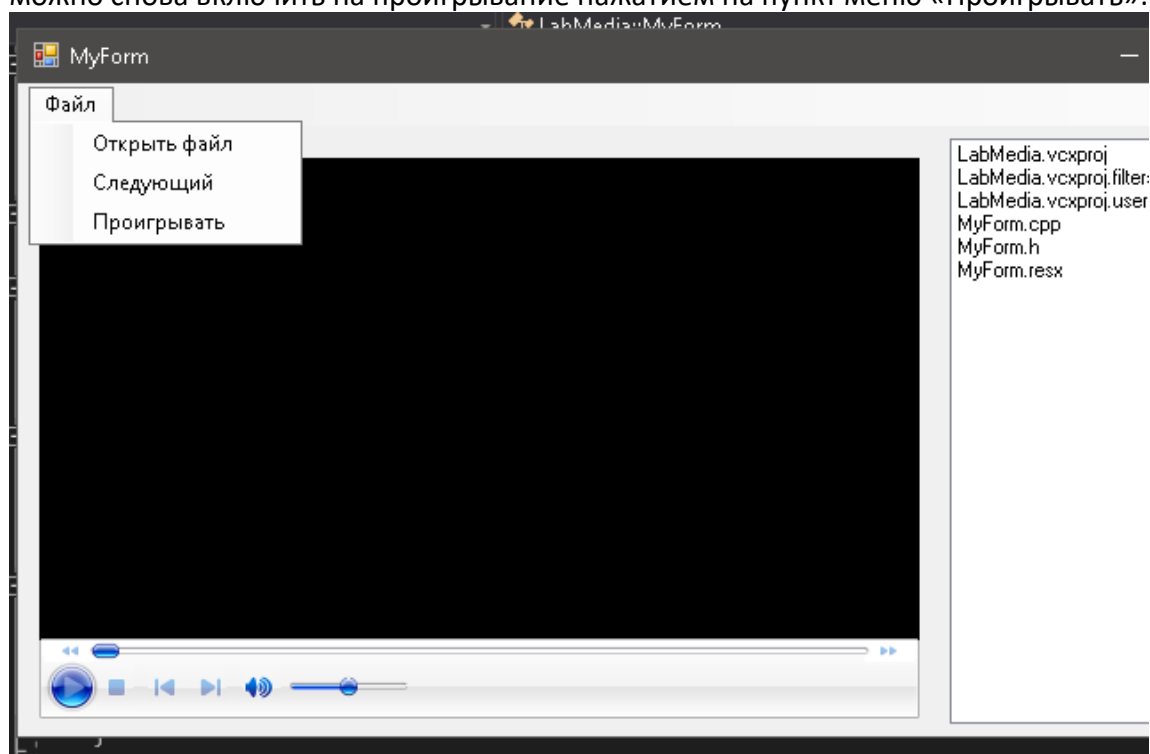 можно снова включить на проигрывание нажатием на пункт меню «Проигрывать».
LabMedia::MyForm
MyForm
Файл
Открыть файл
Следующий
Проигрывать
LabMedia.vcxproj
LabMedia.vcxproj.filter
LabMedia.vcxproj.user
MyForm.cpp
MyForm.h
MyForm.resx